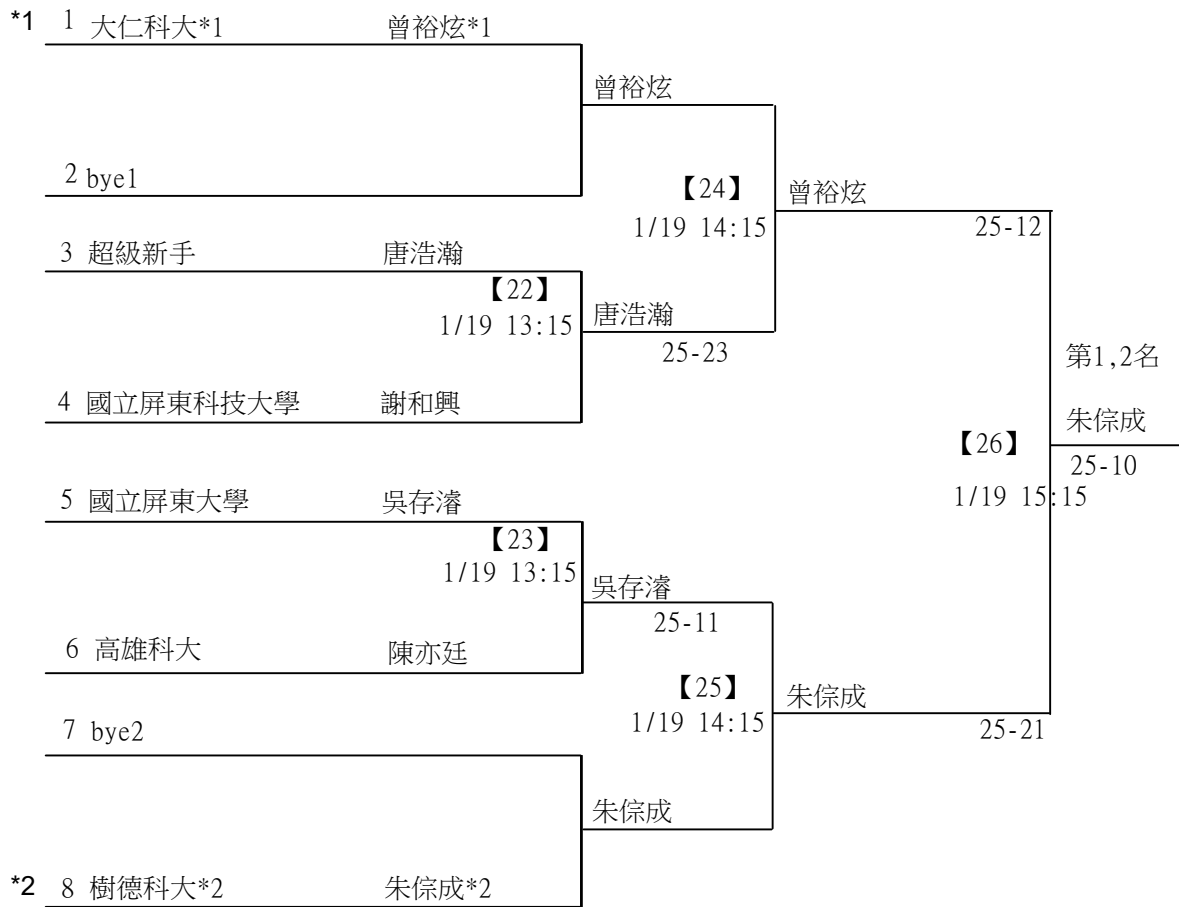 *1 1 大仁科大*1 曾裕炫*1
曾裕炫
2 bye1
【24】
1/19 14:15
曾裕炫
25-12
3 超級新手 唐浩瀚
【22】
1/19 13:15
唐浩瀚
25-23
4 國立屏東科技大學 謝和興
第1,2名
朱倧成
25-10
【26】
1/19 15:15
5 國立屏東大學 吳存濬
【23】
1/19 13:15
吳存濬
25-11
6 高雄科大 陳亦廷
【25】
1/19 14:15
朱倧成
25-21
7 bye2
朱倧成
*2 8 樹德科大*2 朱倧成*2